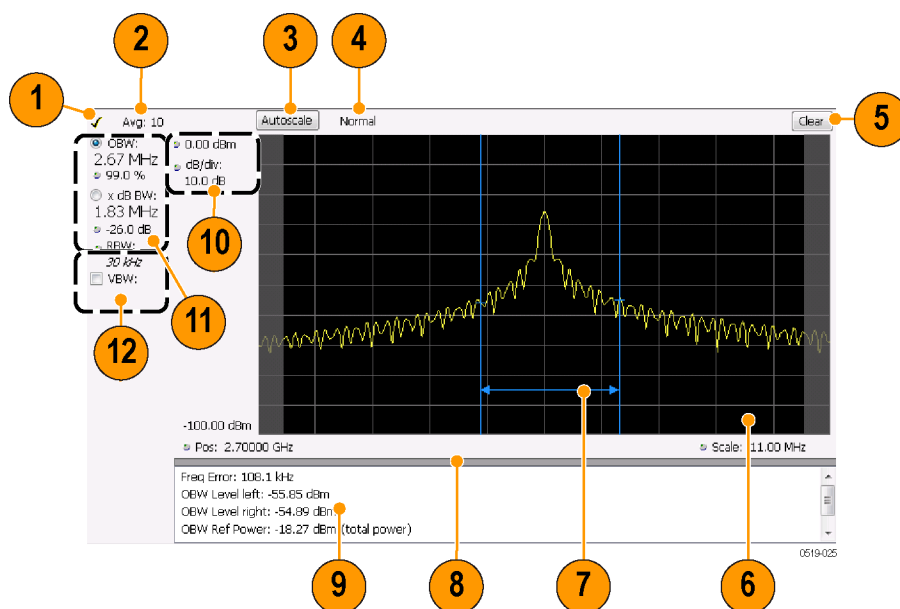 2
3
4
1
5
Avg: 10
Autoscale
Normal
Clear
OBW:
2.67 MHz
99.0 %
x dB BW:
1.83 MHz
-26.0 dB
RBW:
30 kHz
VBW:
0.00 dBm
dB/div:
10.0 dB
10
11
12
-100.00 dBm
Pos: 2.70000 GHz
Scale: 11.00 MHz
Freq Error: 108.1 kHz
OBW Level left: -55.85 dBm
OBW Level right: -54.89 dBm
OBW Ref Power: -18.27 dBm (total power)
0519-025
9
8
7
6